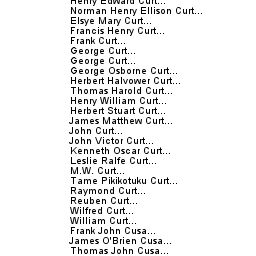 Henry Edward Curt...
Norman Henry Ellison Curt...
Elsye Mary Curt...
Francis Henry Curt...
Frank Curt...
George Curt...
George Curt...
George Osborne Curt...
Herbert Halvower Curt...
Thomas Harold Curt...
Henry William Curt...
Herbert Stuart Curt...
James Matthew Curt...
John Curt...
John Victor Curt...
Kenneth Oscar Curt...
Leslie Ralfe Curt...
M.W. Curt...
Tame Pikikotuku Curt...
Raymond Curt...
Reuben Curt...
Wilfred Curt...
William Curt...
Frank John Cusa...
James O'Brien Cusa...
Thomas John Cusa...